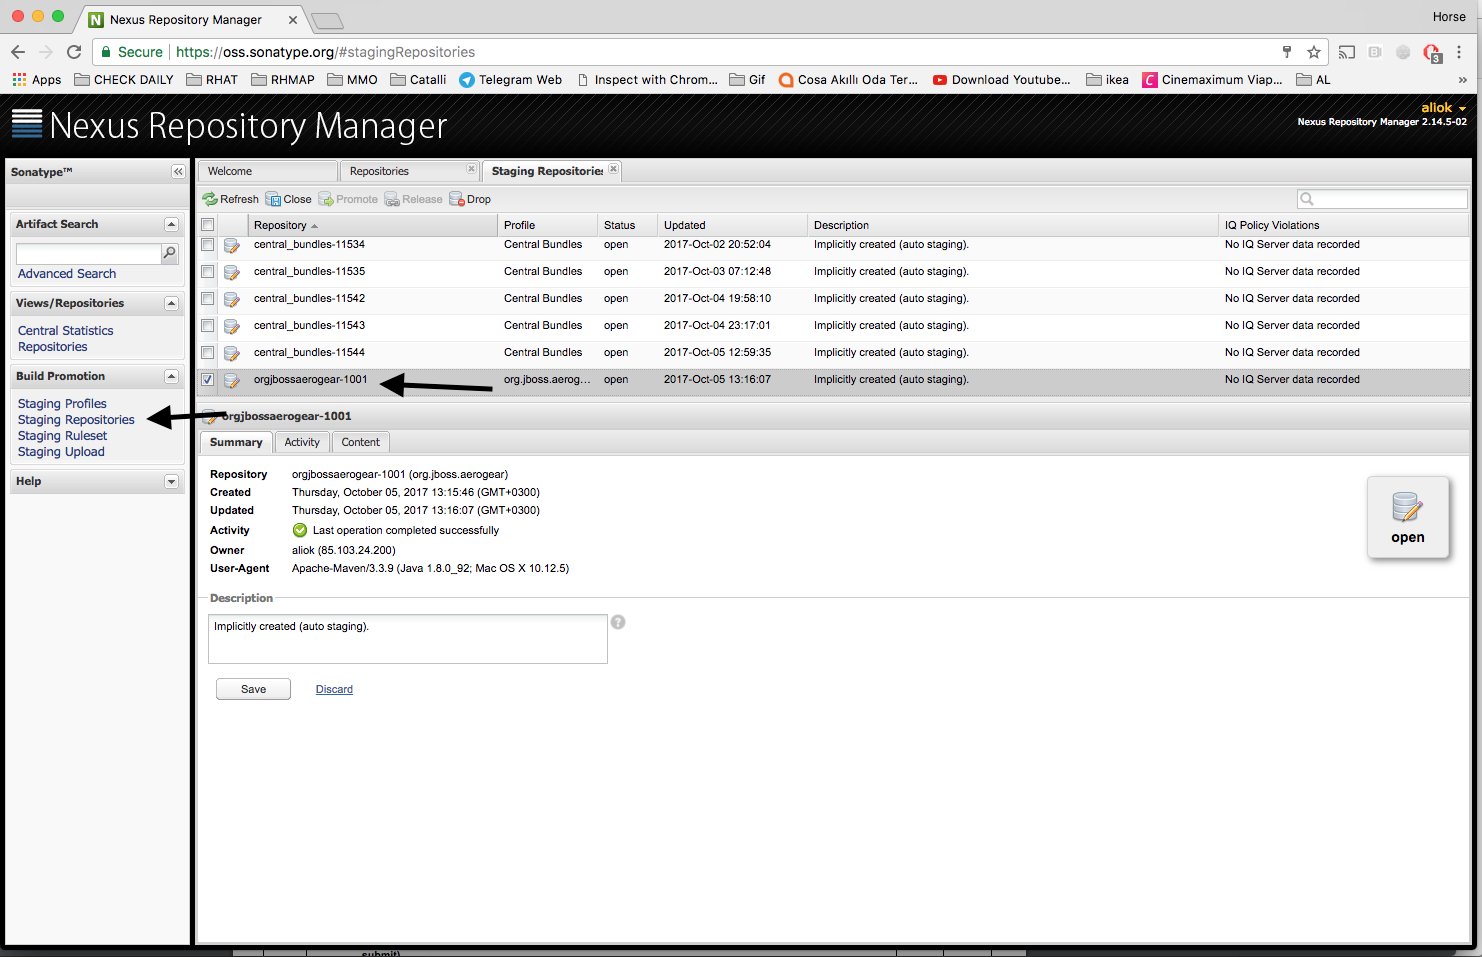 Nexus Repository Manager
Horse
Secure https://oss.sonatype.org/#stagingRepositories
3
Apps CHECK DAILY RHAT RHMAP MMO Catalli Telegram Web Inspect with Chrom... Gif Cosa Akıllı Oda Ter... Download Youtube... ikea Cinemaximum Viap... AL »
Nexus Repository Manager
aliok
Nexus Repository Manager 2.14.5-02
Sonatype™
Welcome Repositories Staging Repositories
Refresh Close Promote Release Drop
Artifact Search
Advanced Search
Views/Repositories
Central Statistics
Repositories
Build Promotion
Staging Profiles
Staging Repositories
Staging Ruleset
Staging Upload
Help
Repository Profile Status Updated Description IQ Policy Violations
central_bundles-11534 Central Bundles open 2017-Oct-02 20:52:04 Implicitly created (auto staging). No IQ Server data recorded
central_bundles-11535 Central Bundles open 2017-Oct-03 07:12:48 Implicitly created (auto staging). No IQ Server data recorded
central_bundles-11542 Central Bundles open 2017-Oct-04 19:58:10 Implicitly created (auto staging). No IQ Server data recorded
central_bundles-11543 Central Bundles open 2017-Oct-04 23:17:01 Implicitly created (auto staging). No IQ Server data recorded
central_bundles-11544 Central Bundles open 2017-Oct-05 12:59:35 Implicitly created (auto staging). No IQ Server data recorded
orgjbossaerogear-1001 org.jboss.aerog... open 2017-Oct-05 13:16:07 Implicitly created (auto staging). No IQ Server data recorded
orgjbossaerogear-1001
Summary Activity Content
Repository orgjbossaerogear-1001 (org.jboss.aerogear)
Created Thursday, October 05, 2017 13:15:46 (GMT+0300)
Updated Thursday, October 05, 2017 13:16:07 (GMT+0300)
Activity Last operation completed successfully
Owner aliok (85.103.24.200)
User-Agent Apache-Maven/3.3.9 (Java 1.8.0_92; Mac OS X 10.12.5)
open
Description
Implicitly created (auto staging).
Save Discard
submit)